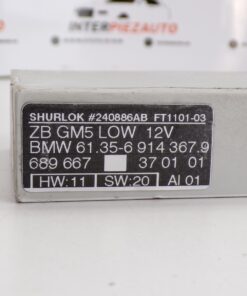 INTERPIEZAUTO
SHURLOK #240886AB FT1101-03
ZB GM5 LOW 12V
BMW 61.35-6 914 367.9
689 667 37 01 01
HW:11 SW:20 AI 01